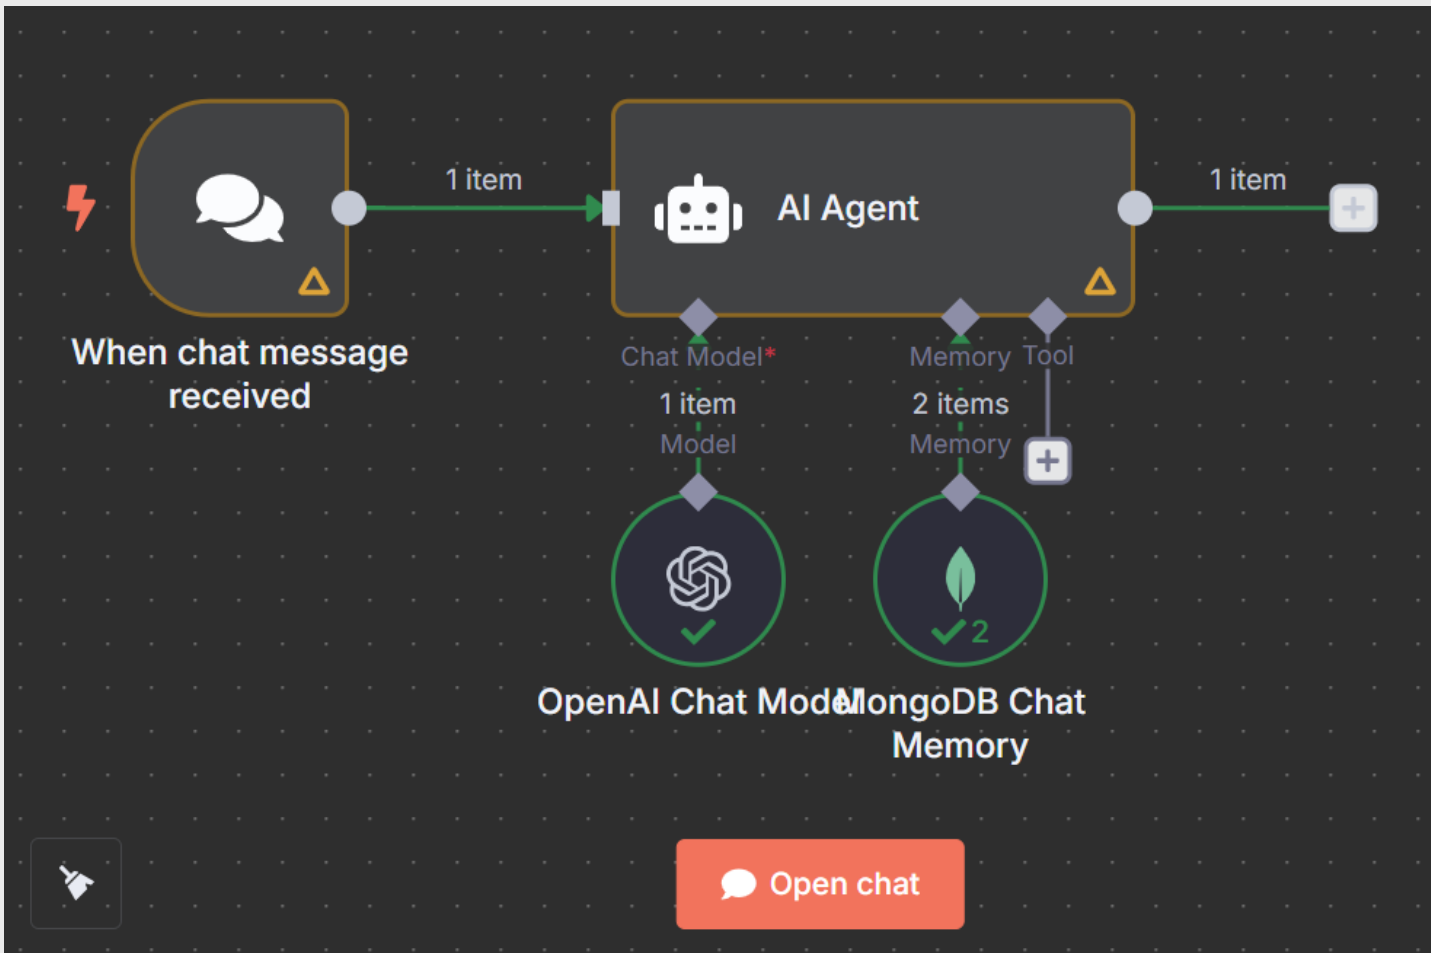 1 item
1 item
AI Agent
When chat message
received
Chat Model*
Memory
Tool
1 item
2 items
Model
Memory
2
OpenAI Chat Model
MongoDB Chat
Memory
Open chat